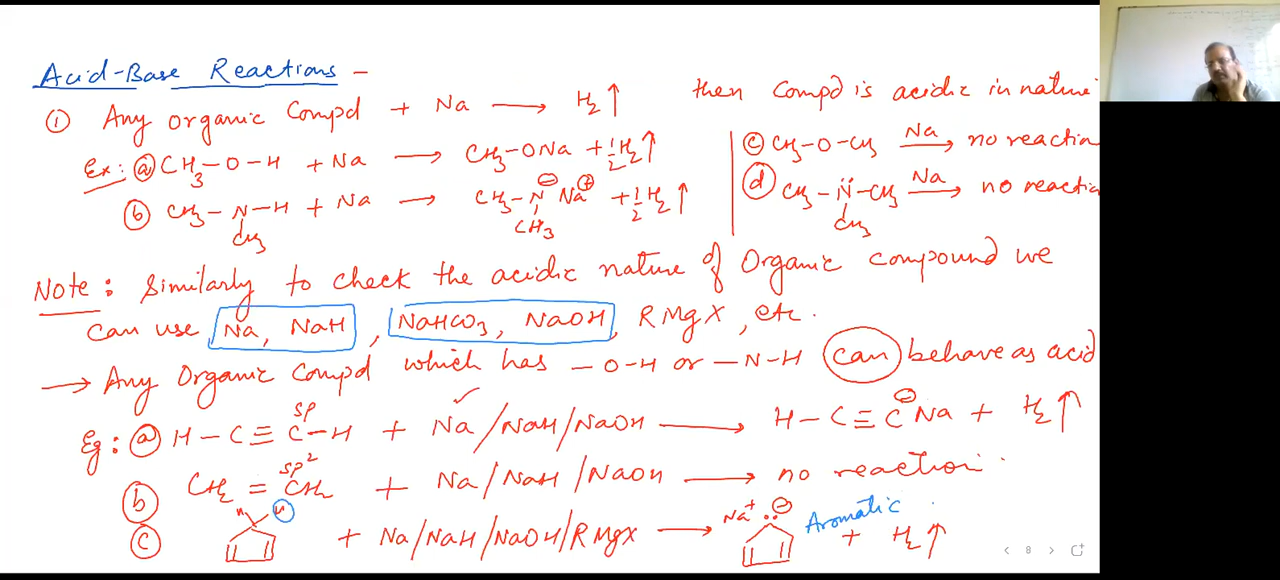 Acid-Base Reactions –
① Any organic Compd + Na ⟶ H₂↑ then Compd is acidic in nature
Ex: ⓐ CH₃–O–H + Na ⟶ CH₃–ONa + ½H₂↑
ⓑ CH₃–N–H + Na ⟶ CH₃–N⊖ Na⊕ + ½H₂↑
CH₃ CH₃
ⓒ CH₃–O–CH₃ Na⟶ no reaction
ⓓ CH₃–N̈–CH₃ Na⟶ no reaction
CH₃
Note: Similarly to check the acidic nature of Organic compound we
can use Na, NaH, NaHCO₃, NaOH, RMgX, etc.
⟶ Any Organic Compd which has –O–H or –N–H can behave as acid
sp ✓
Eg: ⓐ H–C≡C–H + Na/NaH/NaOH ⟶ H–C≡C⊖Na + H₂↑
sp²
ⓑ CH₂=CH₂ + Na/NaH/NaOH ⟶ no reaction.
ⓒ H H + Na/NaH/NaOH/RMgX ⟶ Na⁺ ⊖ Aromatic + H₂↑
< 8 >